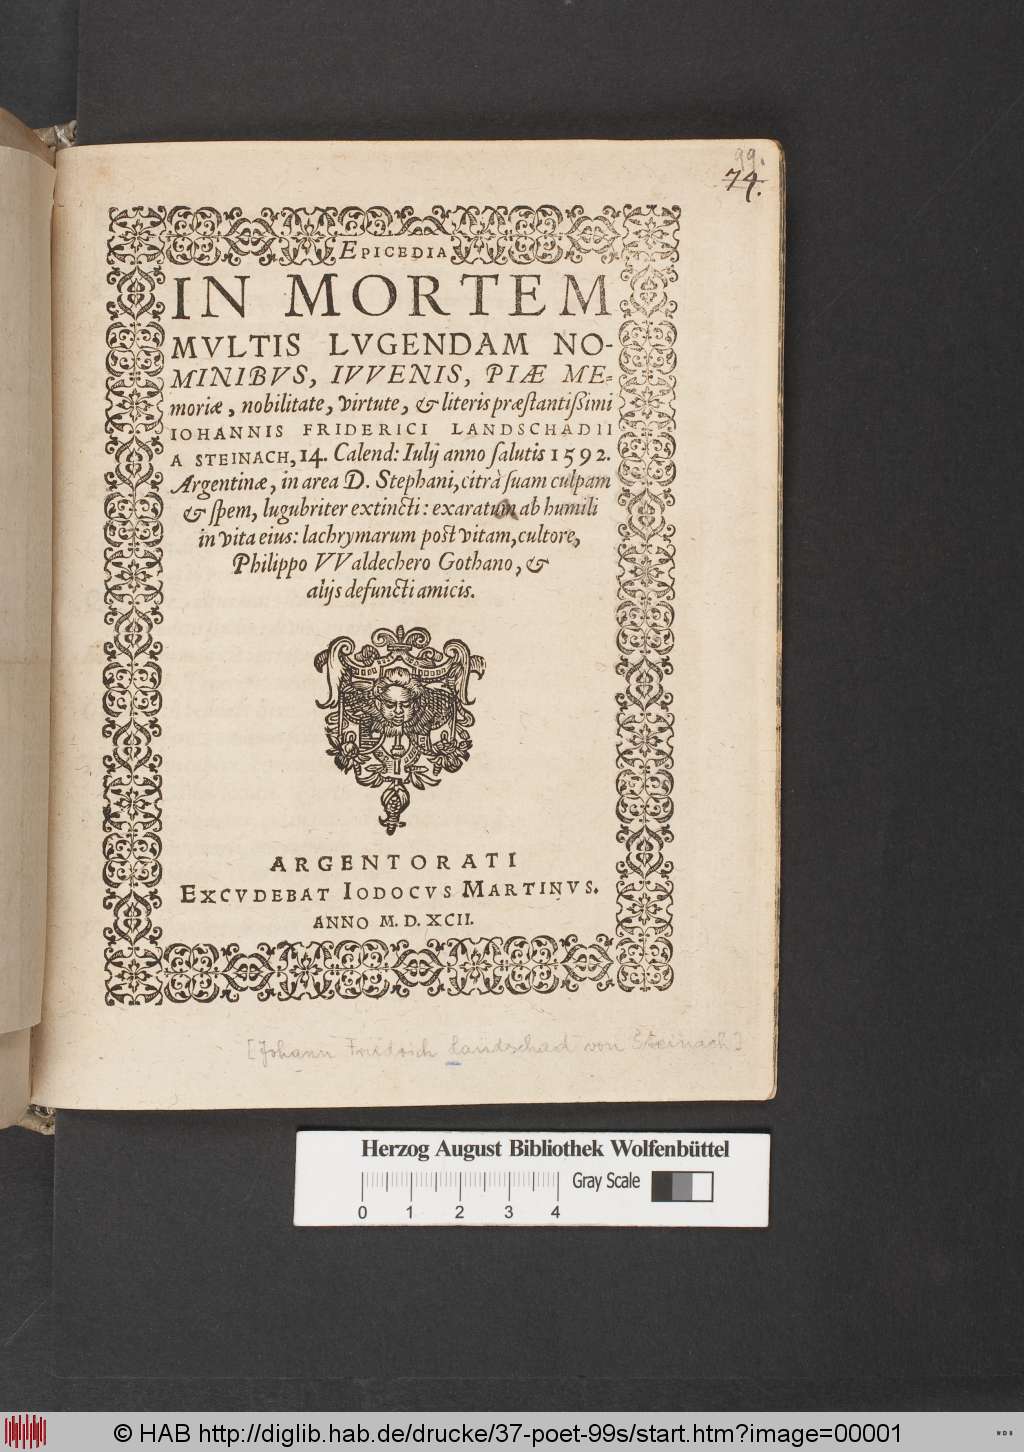 99.
74.
EPICEDIA
IN MORTEM
MVLTIS LVGENDAM NO-
MINIBVS, IVVENIS, PIÆ ME-
moriæ, nobilitate, virtute, & literis præſtantiſſimi
IOHANNIS FRIDERICI LANDSCHADII
A STEINACH, 14. Calend: Iulij anno ſalutis 1592.
Argentinæ, in area D. Stephani, citrà ſuam culpam
& ſpem, lugubriter extincti: exaratum ab humili
in vita eius: lachrymarum poſt vitam, cultore,
Philippo VValdechero Gothano, &
alijs defuncti amicis.
ARGENTORATI
EXCVDEBAT IODOCVS MARTINVS.
ANNO M. D. XCII.
[Johann Friedrich Landschad von Steinach]
Herzog August Bibliothek Wolfenbüttel
Gray Scale
0 1 2 3 4
© HAB http://diglib.hab.de/drucke/37-poet-99s/start.htm?image=00001